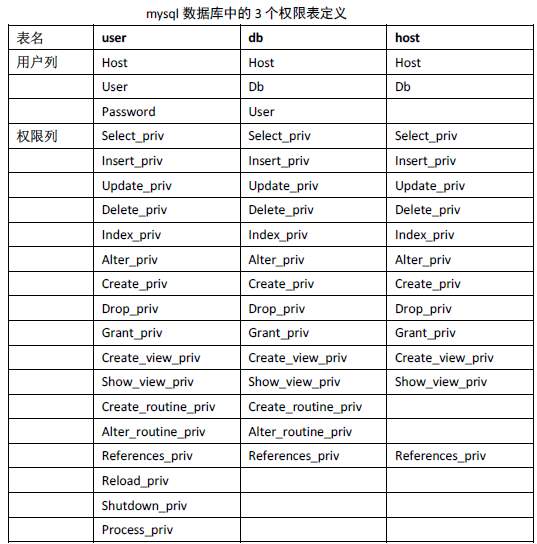 mysql 数据库中的 3 个权限表定义
表名 user db host
用户列 Host Host Host
User Db Db
Password User
权限列 Select_priv Select_priv Select_priv
Insert_priv Insert_priv Insert_priv
Update_priv Update_priv Update_priv
Delete_priv Delete_priv Delete_priv
Index_priv Index_priv Index_priv
Alter_priv Alter_priv Alter_priv
Create_priv Create_priv Create_priv
Drop_priv Drop_priv Drop_priv
Grant_priv Grant_priv Grant_priv
Create_view_priv Create_view_priv Create_view_priv
Show_view_priv Show_view_priv Show_view_priv
Create_routine_priv Create_routine_priv
Alter_routine_priv Alter_routine_priv
References_priv References_priv References_priv
Reload_priv
Shutdown_priv
Process_priv